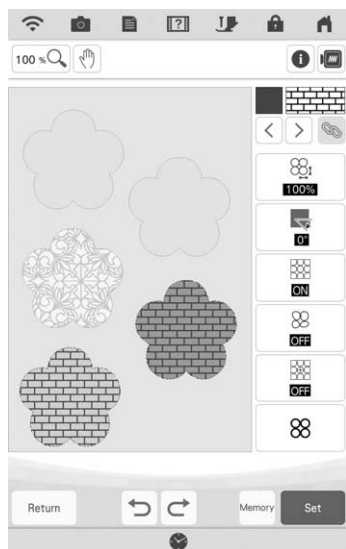 100 %
100%
0°
ON
OFF
OFF
Return
Memory
Set